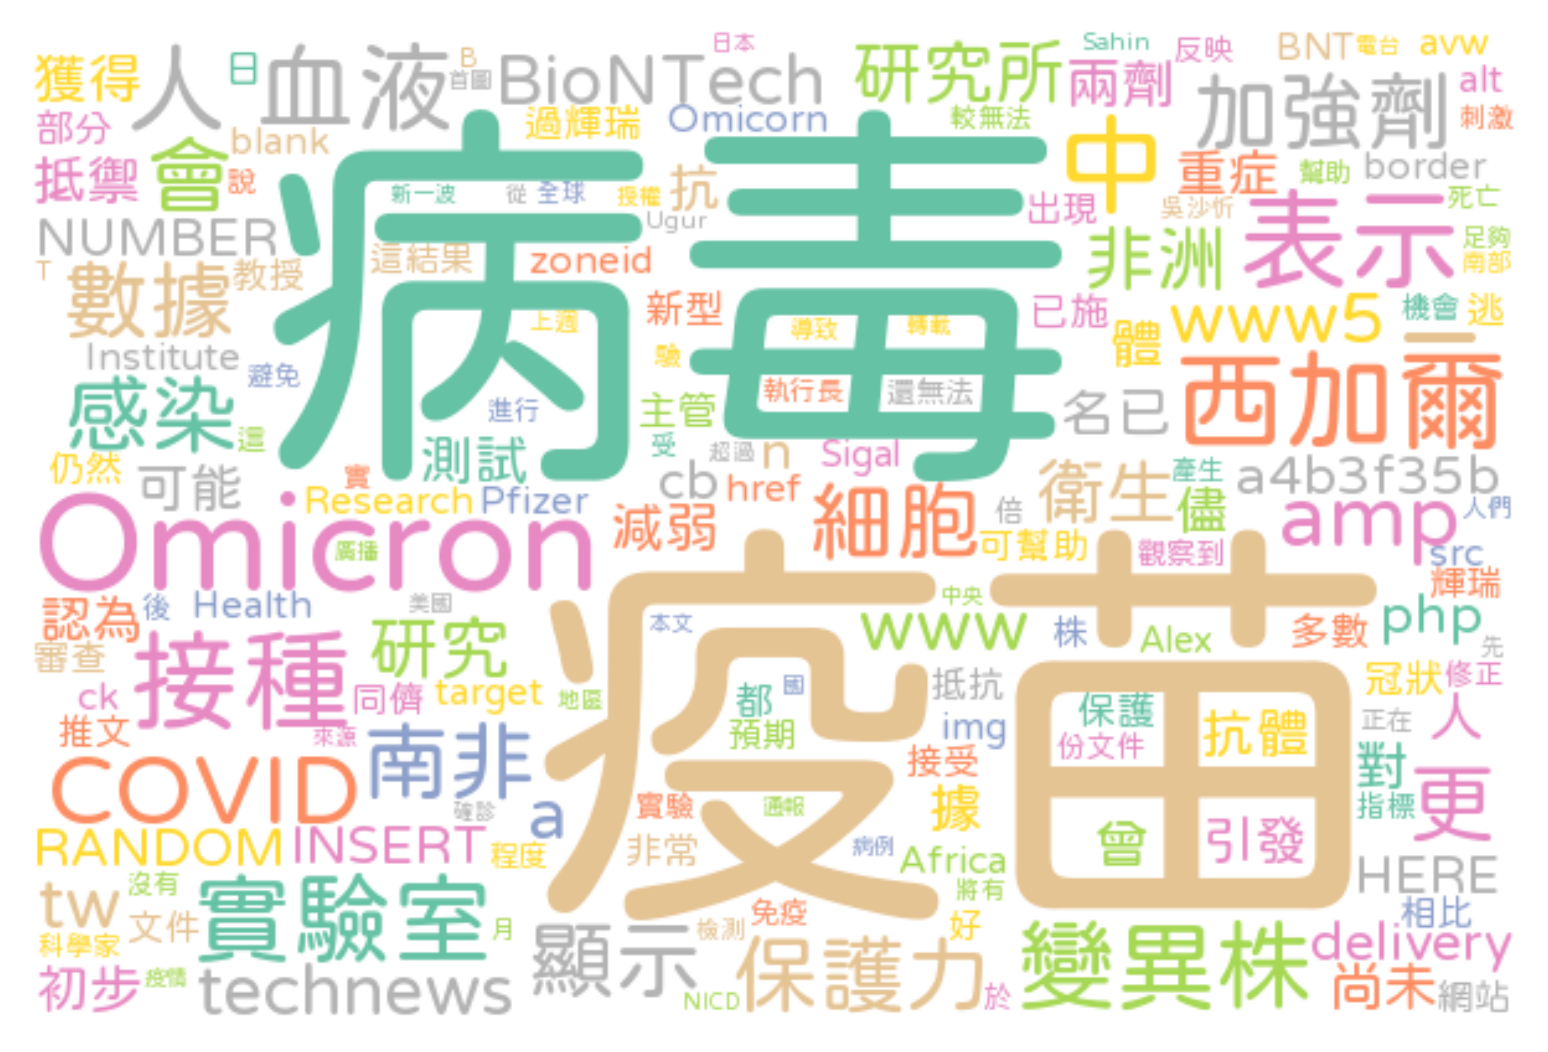 獲得
人
日
血液
B
首圖
BioNTech
日本
研究所
兩劑
Sahin
反映
BNT
電台
avw
alt
部分
blank
過輝瑞
Omicorn
較無法
中
加強劑
刺激
抵禦
會
說
病毒
新一波
從
全球
授權
抗
Ugur
出現
重症
幫助
border
吳沙忻
死亡
NUMBER
表示
足夠
T
數據
教授
這結果
zoneid
非洲
南部
新型
上週
導致
轉載
已施
體
www5
機會
逃
一
Institute
避免
驗
執行長
還無法
名已
西加爾
感染
這
進行
主管
受
測試
超過
n
Sigal
仍然
可能
實
Research
Pfizer
cb
href
細胞
倍
衛生
產生
儘
a4b3f35b
人們
Omicron
廣播
減弱
可幫助
觀察到
amp
src
輝瑞
認為
後
Health
美國
疫苗
中央
本文
www
株
Alex
多數
php
先
審查
接種
研究
ck
同儕
target
地區
都
國
抵抗
保護
抗體
冠狀
修正
推文
來源
南非
預期
img
份文件
正在
人
COVID
確診
a
實驗
通報
接受
據
曾
引發
對
指標
更
RANDOM
INSERT
程度
非常
病例
Africa
HERE
tw
沒有
文件
實驗室
月
將有
相比
科學家
顯示
檢測
免疫
保護力
好
變異株
delivery
初步
疫情
technews
NICD
於
尚未
網站